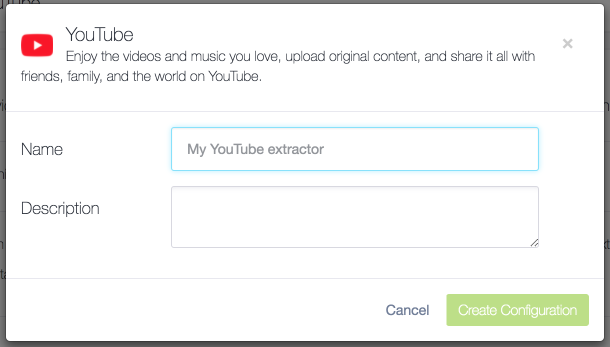 YouTube
Enjoy the videos and music you love, upload original content, and share it all with
friends, family, and the world on YouTube.
×
Name
My YouTube extractor
Description
Cancel
Create Configuration